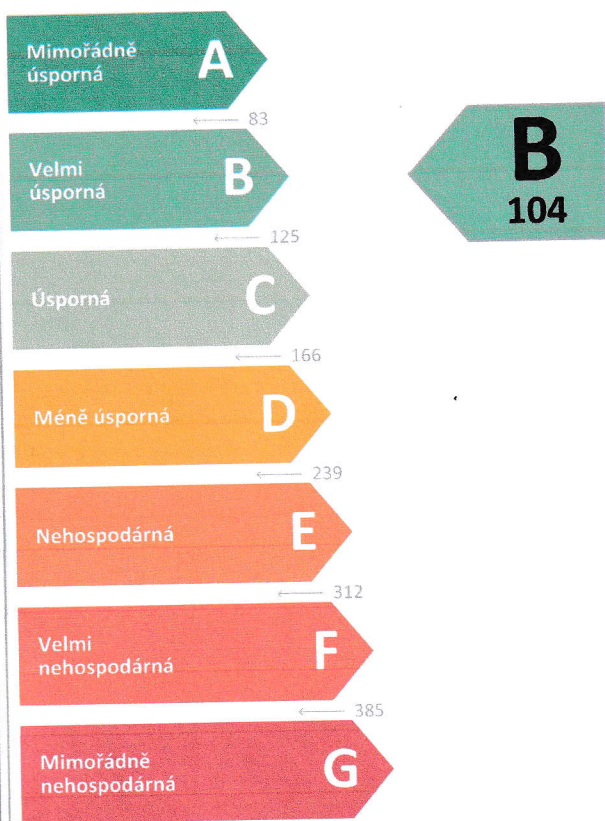 Mimořádně
úsporná
A
← 83
B
104
Velmi
úsporná
B
← 125
Úsporná
C
← 166
Méně úsporná
D
← 239
Nehospodárná
E
← 312
Velmi
nehospodárná
F
← 385
Mimořádně
nehospodárná
G